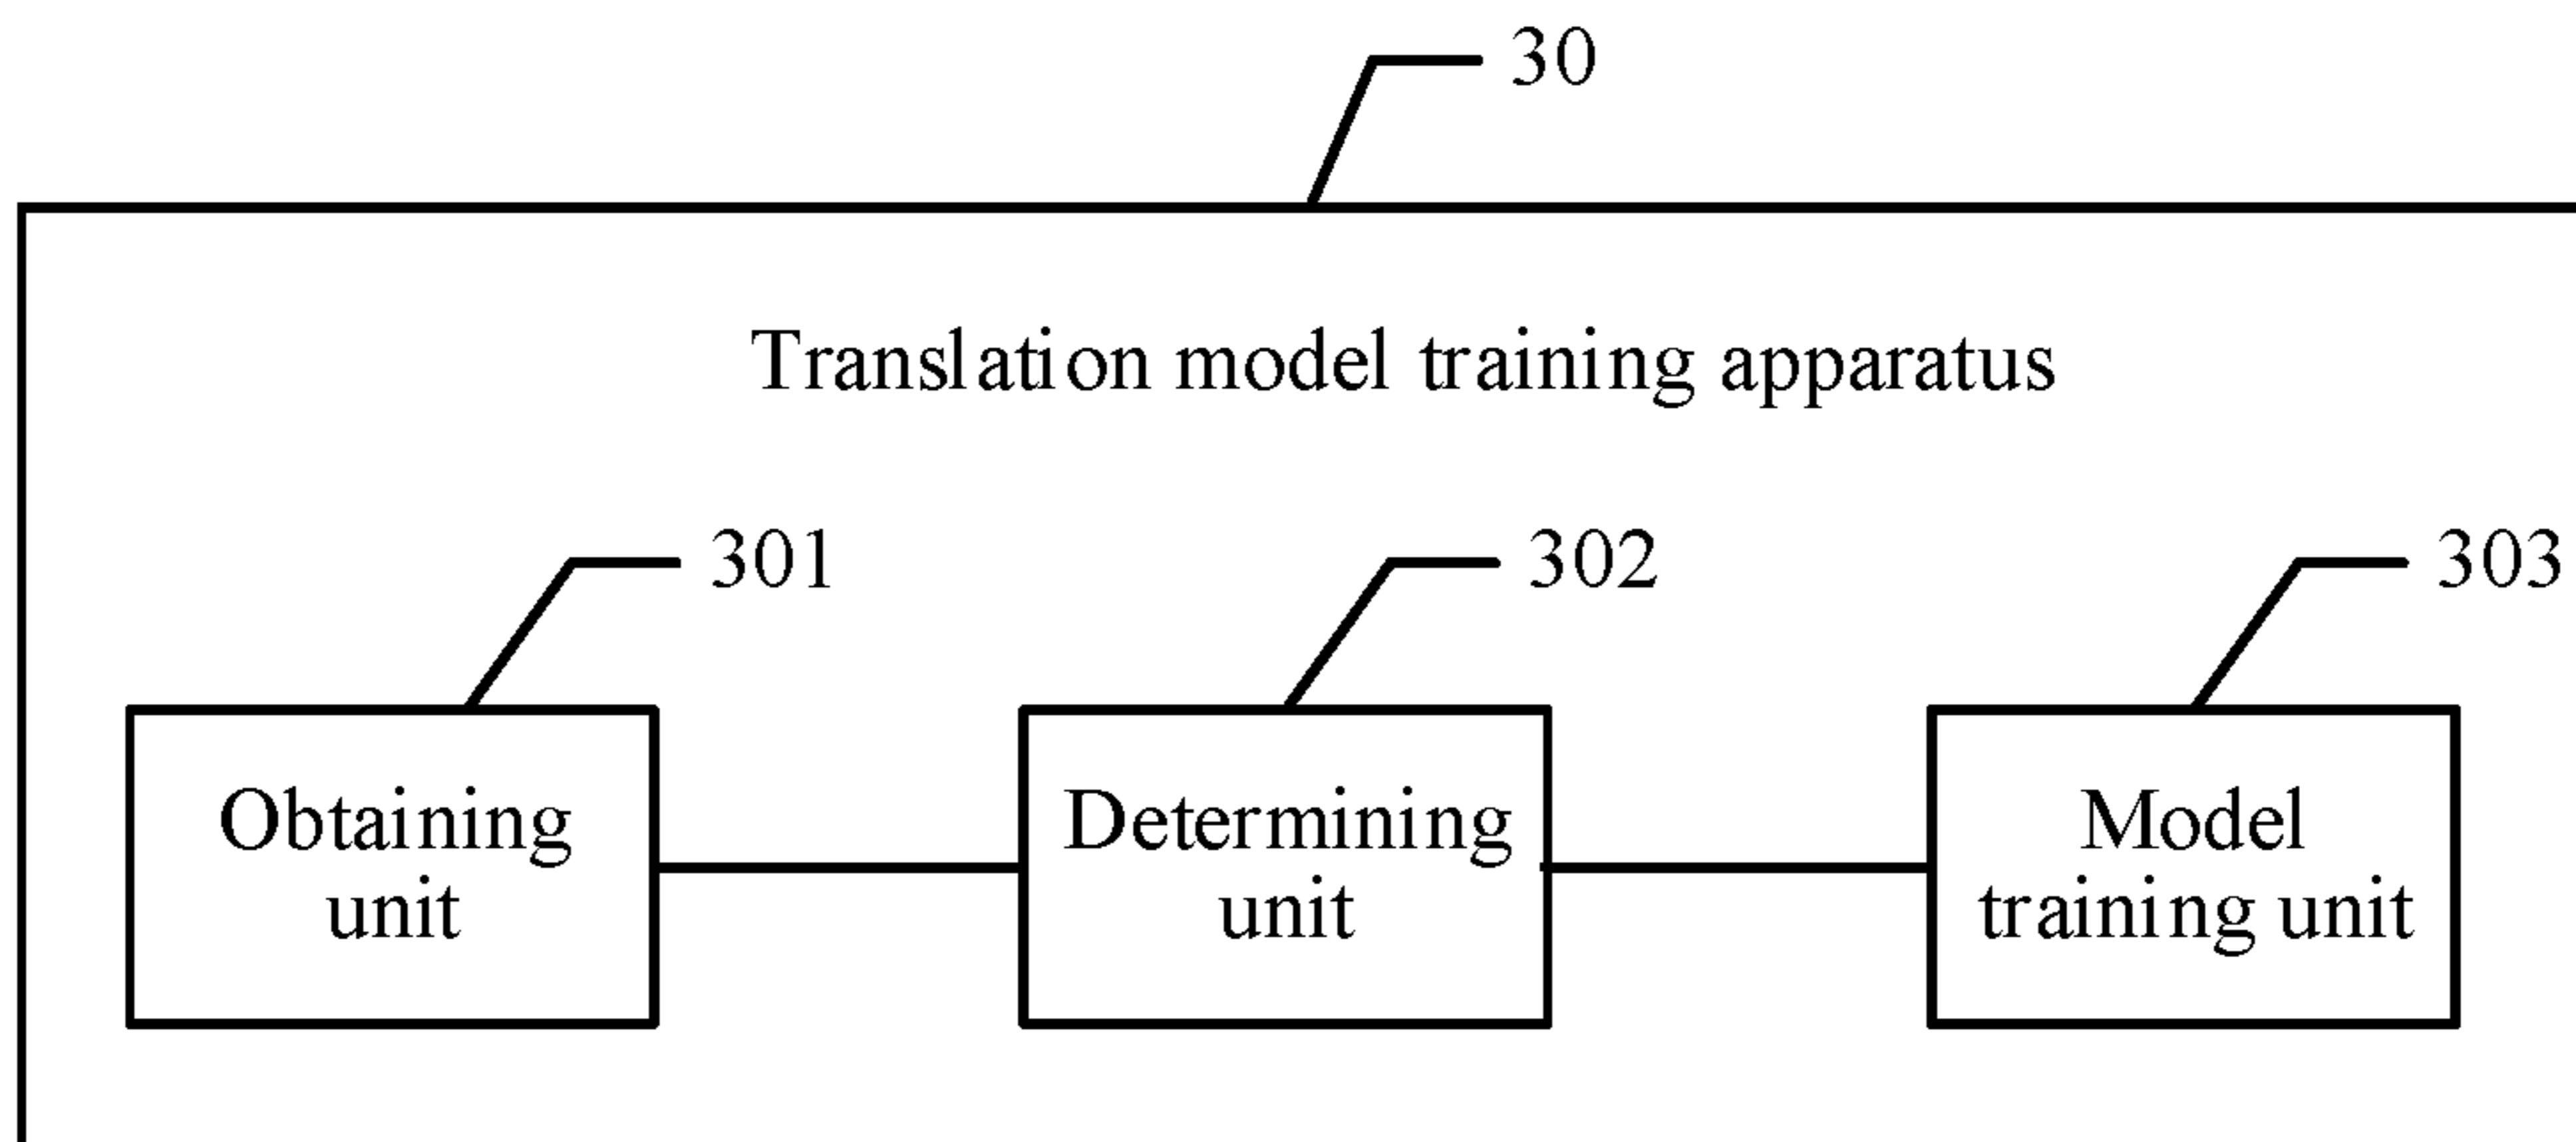 30
Translation model training apparatus
301
302
303
Obtaining
unit
Determining
unit
Model
training unit